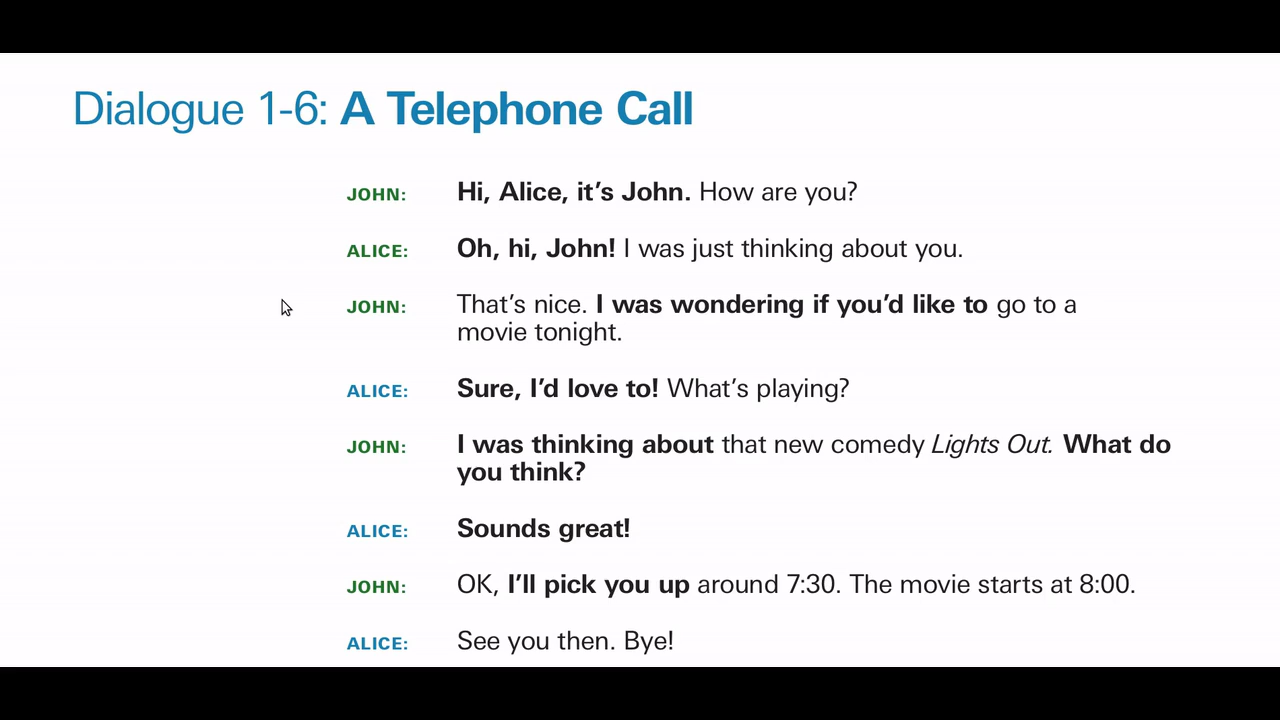 Dialogue 1-6: A Telephone Call
JOHN: Hi, Alice, it’s John. How are you?
ALICE: Oh, hi, John! I was just thinking about you.
JOHN: That’s nice. I was wondering if you’d like to go to a
movie tonight.
ALICE: Sure, I’d love to! What’s playing?
JOHN: I was thinking about that new comedy Lights Out. What do
you think?
ALICE: Sounds great!
JOHN: OK, I’ll pick you up around 7:30. The movie starts at 8:00.
ALICE: See you then. Bye!